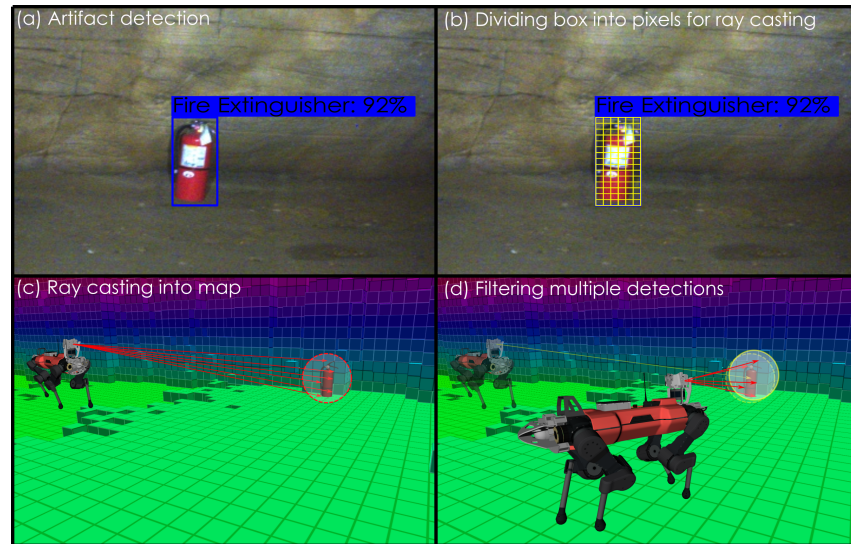 (a) Artifact detection
(b) Dividing box into pixels for ray casting
Fire Extinguisher: 92%
Fire Extinguisher: 92%
(c) Ray casting into map
(d) Filtering multiple detections